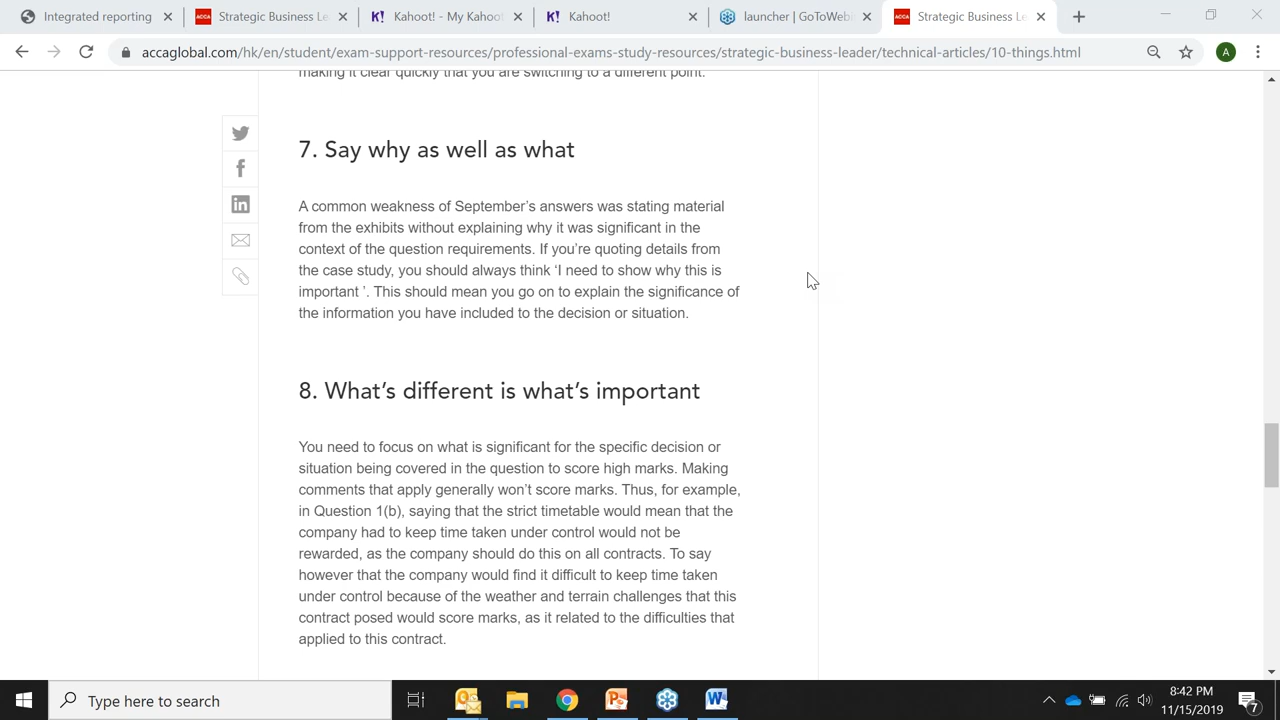 Integrated reporting
ACCA Strategic Business Le
K! Kahoot! - My Kahoot
K! Kahoot!
launcher | GoToWebi
ACCA Strategic Business Le
accaglobal.com/hk/en/student/exam-support-resources/professional-exams-study-resources/strategic-business-leader/technical-articles/10-things.html
A
making it clear quickly that you are switching to a different point.
7. Say why as well as what
A common weakness of September’s answers was stating material
from the exhibits without explaining why it was significant in the
context of the question requirements. If you’re quoting details from
the case study, you should always think ‘I need to show why this is
important ’. This should mean you go on to explain the significance of
the information you have included to the decision or situation.
8. What’s different is what’s important
You need to focus on what is significant for the specific decision or
situation being covered in the question to score high marks. Making
comments that apply generally won’t score marks. Thus, for example,
in Question 1(b), saying that the strict timetable would mean that the
company had to keep time taken under control would not be
rewarded, as the company should do this on all contracts. To say
however that the company would find it difficult to keep time taken
under control because of the weather and terrain challenges that this
contract posed would score marks, as it related to the difficulties that
applied to this contract.
Type here to search
8:42 PM
11/15/2019
7